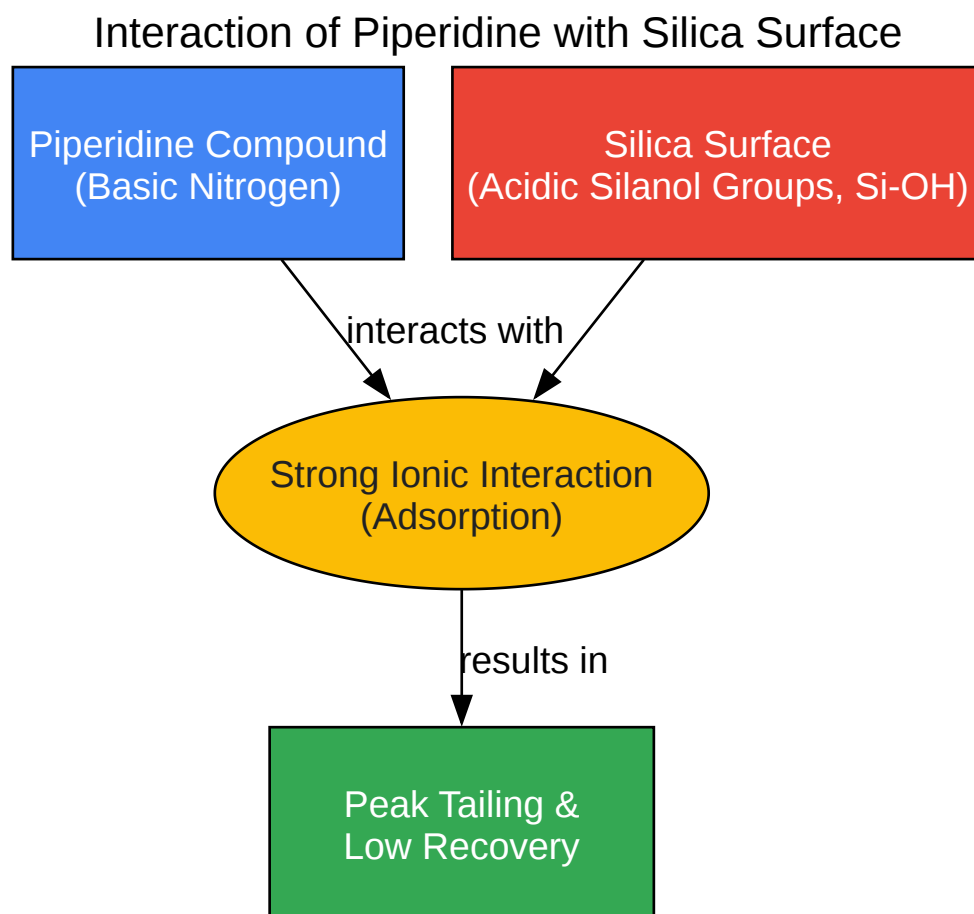 Interaction of Piperidine with Silica Surface
Piperidine Compound
(Basic Nitrogen)
Silica Surface
(Acidic Silanol Groups, Si-OH)
interacts with
Strong Ionic Interaction
(Adsorption)
results in
Peak Tailing &
Low Recovery